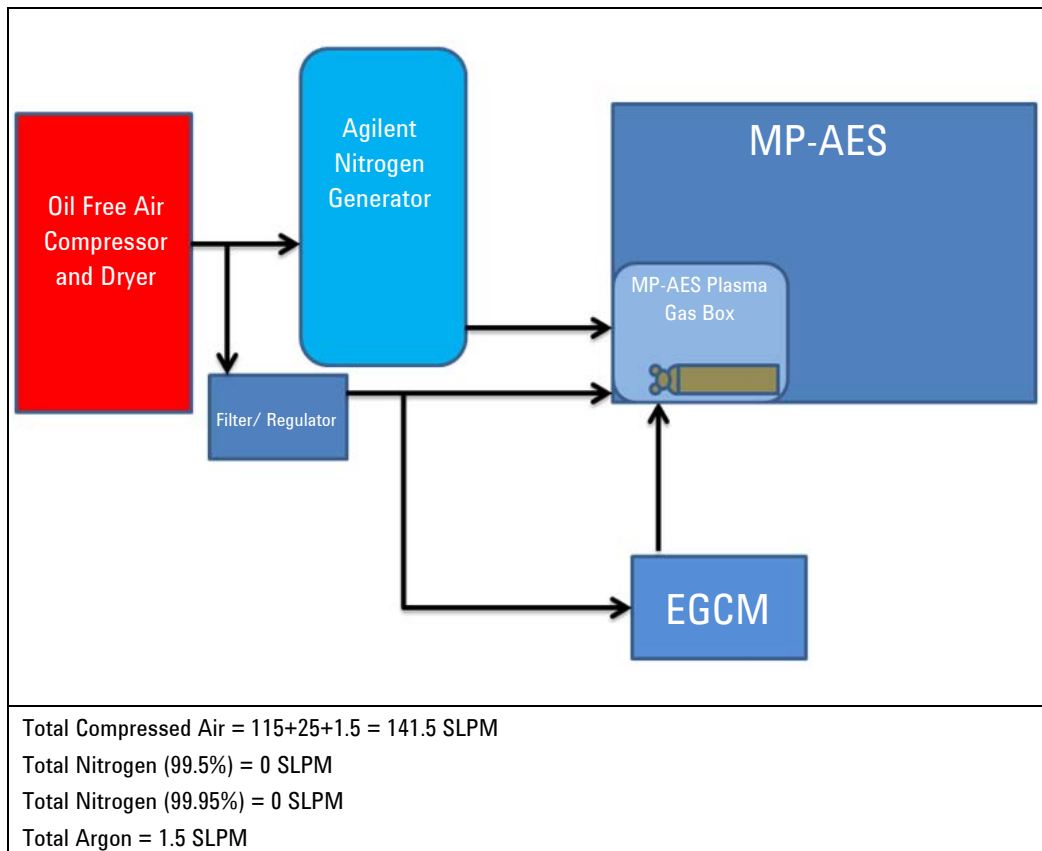 Oil Free Air
Compressor
and Dryer
Agilent
Nitrogen
Generator
MP-AES
MP-AES Plasma
Gas Box
Filter/ Regulator
EGCM
Total Compressed Air = 115+25+1.5 = 141.5 SLPM
Total Nitrogen (99.5%) = 0 SLPM
Total Nitrogen (99.95%) = 0 SLPM
Total Argon = 1.5 SLPM